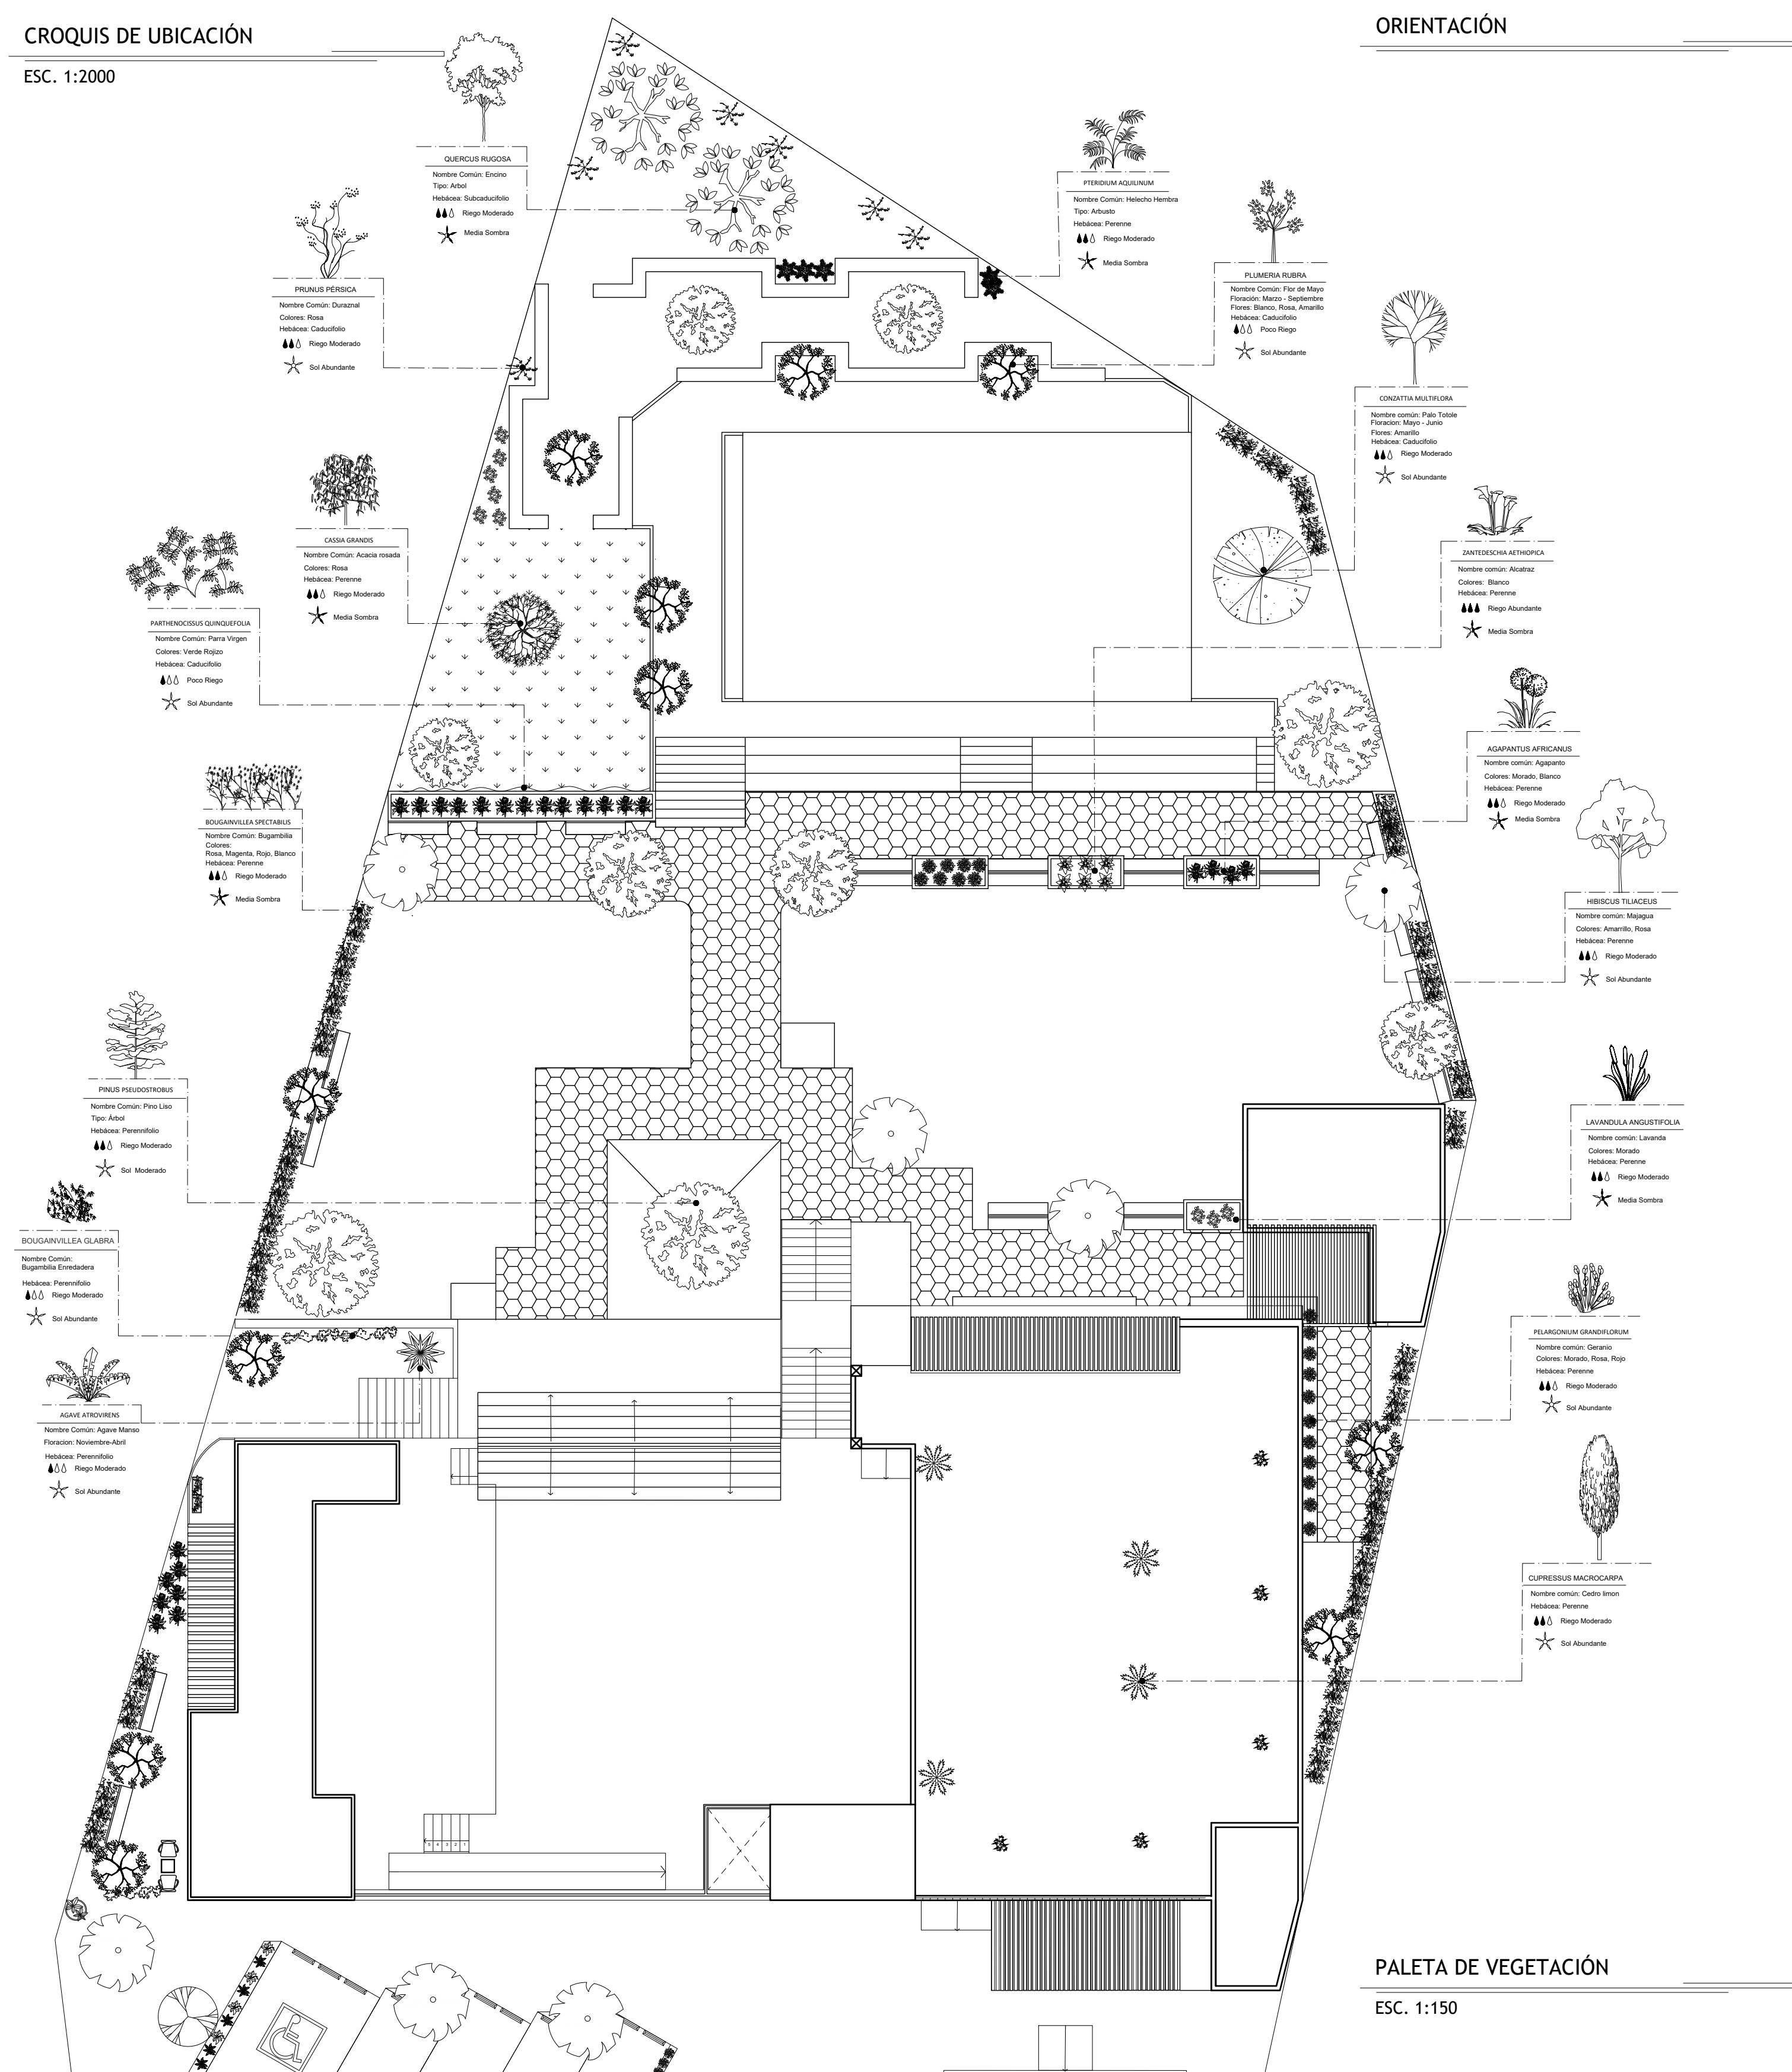 CROQUIS DE UBICACIÓN
ESC. 1:2000
ORIENTACIÓN
QUERCUS RUGOSA
Nombre Común: Encino
Tipo: Arbol
Hebácea: Subcaducifolio
Riego Moderado
Media Sombra
PRUNUS PÉRSICA
Nombre Común: Duraznal
Colores: Rosa
Hebácea: Caducifolio
Riego Moderado
Sol Abundante
CASSIA GRANDIS
Nombre Común: Acacia rosada
Colores: Rosa
Hebácea: Perenne
Riego Moderado
Media Sombra
PARTHENOCISSUS QUINQUEFOLIA
Nombre Común: Parra Virgen
Colores: Verde Rojizo
Hebácea: Caducifolio
Poco Riego
Sol Abundante
BOUGAINVILLEA SPECTABILIS
Nombre Común: Bugambilia
Colores:
Rosa, Magenta, Rojo, Blanco
Hebácea: Perenne
Riego Moderado
Media Sombra
PINUS PSEUDOSTROBUS
Nombre Común: Pino Liso
Tipo: Árbol
Hebácea: Perennifolio
Riego Moderado
Sol Moderado
BOUGAINVILLEA GLABRA
Nombre Común:
Bugambilia Enredadera
Hebácea: Perennifolio
Riego Moderado
Sol Abundante
AGAVE ATROVIRENS
Nombre Común: Agave Manso
Floracion: Noviembre-Abril
Hebácea: Perennifolio
Riego Moderado
Sol Abundante
PTERIDIUM AQUILINUM
Nombre Común: Helecho Hembra
Tipo: Arbusto
Hebácea: Perenne
Riego Moderado
Media Sombra
PLUMERIA RUBRA
Nombre Común: Flor de Mayo
Floración: Marzo - Septiembre
Flores: Blanco, Rosa, Amarillo
Hebácea: Caducifolio
Poco Riego
Sol Abundante
CONZATTIA MULTIFLORA
Nombre común: Palo Totole
Floracion: Mayo - Junio
Flores: Amarillo
Hebácea: Caducifolio
Riego Moderado
Sol Abundante
ZANTEDESCHIA AETHIOPICA
Nombre común: Alcatraz
Colores: Blanco
Hebácea: Perenne
Riego Abundante
Media Sombra
AGAPANTUS AFRICANUS
Nombre común: Agapanto
Colores: Morado, Blanco
Hebácea: Perenne
Riego Moderado
Media Sombra
HIBISCUS TILIACEUS
Nombre común: Majagua
Colores: Amarrillo, Rosa
Hebácea: Perenne
Riego Moderado
Sol Abundante
LAVANDULA ANGUSTIFOLIA
Nombre común: Lavanda
Colores: Morado
Hebácea: Perenne
Riego Moderado
Media Sombra
PELARGONIUM GRANDIFLORUM
Nombre común: Geranio
Colores: Morado, Rosa, Rojo
Hebácea: Perenne
Riego Moderado
Sol Abundante
CUPRESSUS MACROCARPA
Nombre común: Cedro limon
Hebácea: Perenne
Riego Moderado
Sol Abundante
5 4 3 2 1
PALETA DE VEGETACIÓN
ESC. 1:150